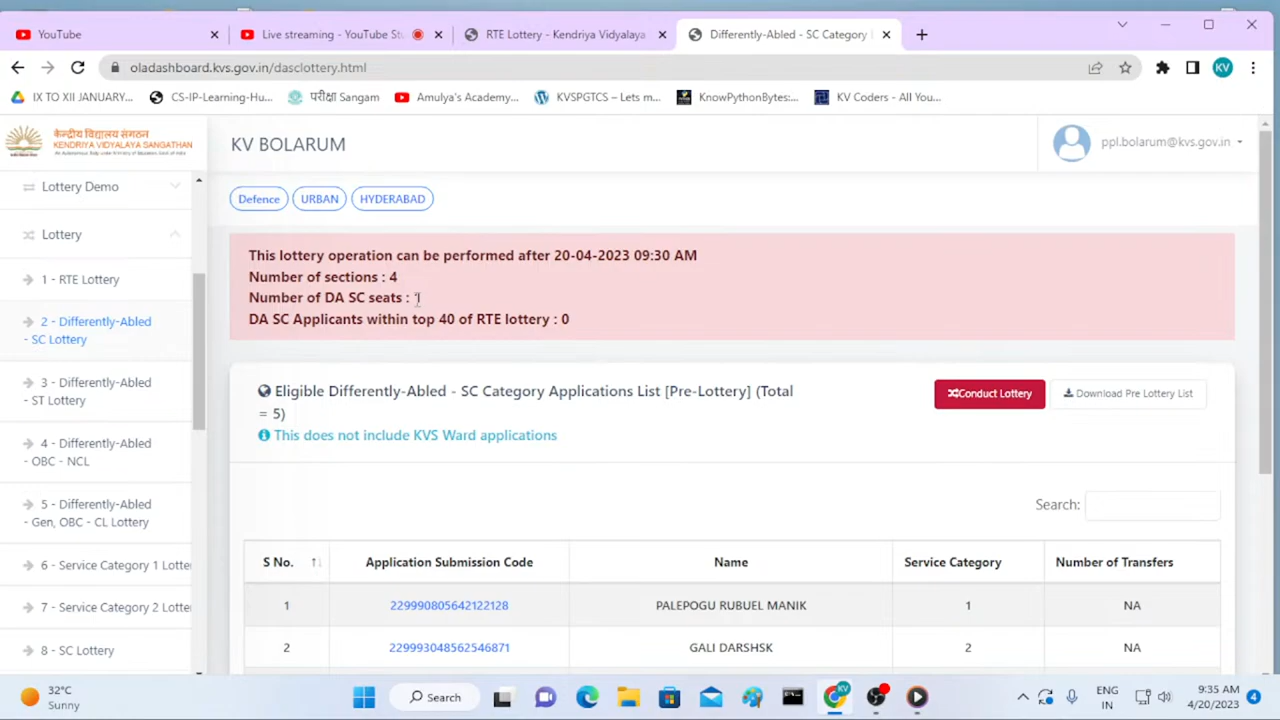 YouTube
Live streaming - YouTube St
RTE Lottery - Kendriya Vidyalaya
Differently-Abled - SC Category
oladashboard.kvs.gov.in/dasclottery.html
KV
IX TO XII JANUARY...
CS-IP-Learning-Hu...
परीक्षा Sangam
Amulya's Academy...
KVSPGTCS – Lets m...
KnowPythonBytes:...
KV Coders - All You...
केन्द्रीय विद्यालय संगठन
KENDRIYA VIDYALAYA SANGATHAN
KV BOLARUM
ppl.bolarum@kvs.gov.in
Lottery Demo
Lottery
1 - RTE Lottery
2 - Differently-Abled
- SC Lottery
3 - Differently-Abled
- ST Lottery
4 - Differently-Abled
- OBC - NCL
5 - Differently-Abled
- Gen, OBC - CL Lottery
6 - Service Category 1 Lotte
7 - Service Category 2 Lotte
8 - SC Lottery
Defence URBAN HYDERABAD
This lottery operation can be performed after 20-04-2023 09:30 AM
Number of sections : 4
Number of DA SC seats : 1
DA SC Applicants within top 40 of RTE lottery : 0
Eligible Differently-Abled - SC Category Applications List [Pre-Lottery] (Total
= 5)
This does not include KVS Ward applications
Conduct Lottery
Download Pre Lottery List
Search:
S No. Application Submission Code Name Service Category Number of Transfers
1 229990805642122128 PALEPOGU RUBUEL MANIK 1 NA
2 229993048562546871 GALI DARSHSK 2 NA
32°C
Sunny
Search
KV
ENG
IN
9:35 AM
4/20/2023
4